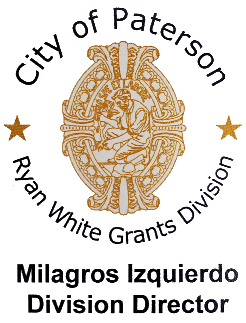 City of Paterson
Ryan White Grants Division
Milagros Izquierdo
Division Director